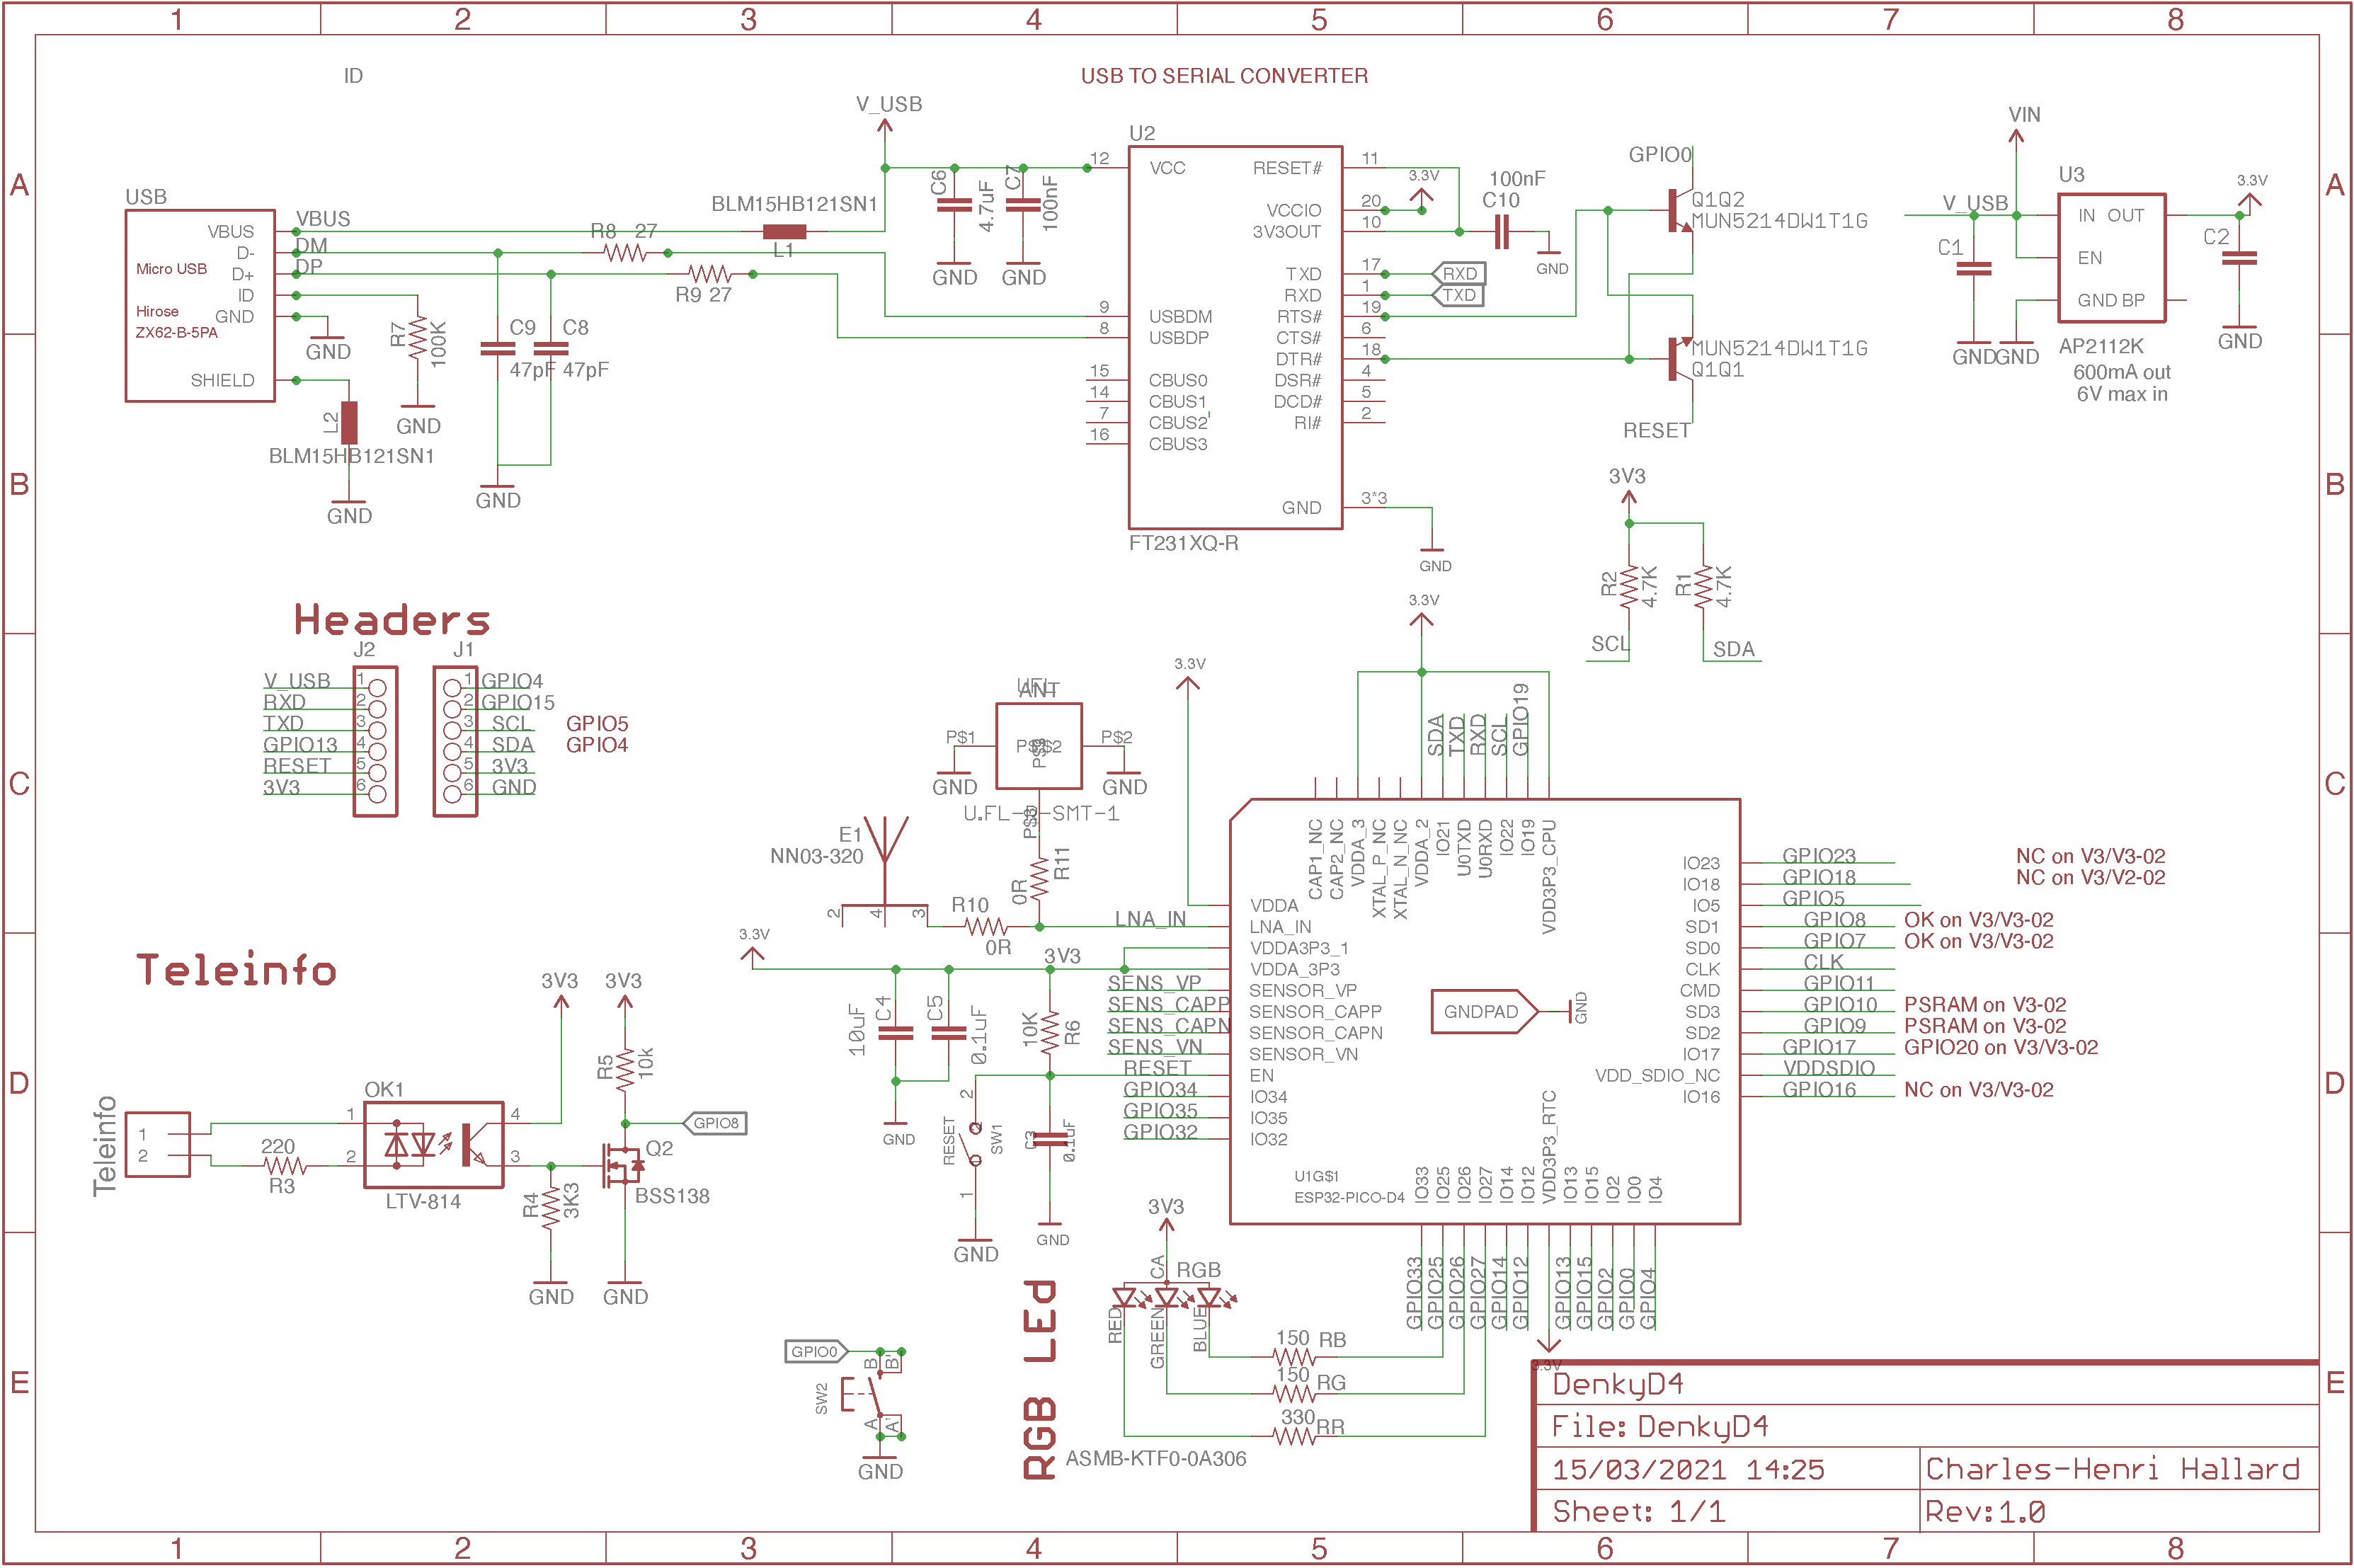 1 2 3 4 5 6 7 8
A
B
C
D
E
A
B
C
D
E
1 2 3 4 5 6 7 8
ID
USB TO SERIAL CONVERTER
USB
VBUS
D-
D+
ID
GND
SHIELD
Micro USB
Hirose
ZX62-B-5PA
VBUS
DM
DP
GND
L2
BLM15HB121SN1
GND
R7
100K
GND
R8 27
R9 27
C9
47pF
C8
47pF
GND
BLM15HB121SN1
L1
V_USB
C6
4.7uF
GND
C7
100nF
GND
U2
12 VCC
9 USBDM
8 USBDP
15 CBUS0
14 CBUS1
7 CBUS2'
16 CBUS3
RESET# 11
VCCIO 20
3V3OUT 10
TXD 17
RXD 1
RTS# 19
CTS# 6
DTR# 18
DSR# 4
DCD# 5
RI# 2
GND 3*3
FT231XQ-R
GND
3.3V
100nF
C10
GND
RXD
TXD
GPIO0
Q1Q2
MUN5214DW1T1G
MUN5214DW1T1G
Q1Q1
RESET
VIN
V_USB
U3
IN OUT
EN
GND BP
AP2112K
600mA out
6V max in
C1
GND
GND
3.3V
C2
GND
3V3
R2
4.7K
R1
4.7K
SCL
SDA
Headers
J2
V_USB 1
RXD 2
TXD 3
GPIO13 4
RESET 5
3V3 6
J1
1 GPIO4
2 GPIO15
3 SCL GPIO5
4 SDA GPIO4
5 3V3
6 GND
UFL
ANT
P$1
P$2
GND
GND
E1
NN03-320
2 4 3
R10
0R
R11
0R
LNA_IN
3.3V
3.3V
SDA
TXD
RXD
SCL
GPIO19
CAP1_NC
CAP2_NC
VDDA_3
XTAL_P_NC
XTAL_N_NC
VDDA_2
IO21
U0TXD
U0RXD
IO22
IO19
VDD3P3_CPU
VDDA
LNA_IN
VDDA3P3_1
VDDA_3P3
SENSOR_VP
SENSOR_CAPP
SENSOR_CAPN
SENSOR_VN
EN
IO34
IO35
IO32
SENS_VP
SENS_CAPP
SENS_CAPN
SENS_VN
RESET
GPIO34
GPIO35
GPIO32
GNDPAD
GND
U1G$1
ESP32-PICO-D4
IO23 GPIO23 NC on V3/V3-02
IO18 GPIO18 NC on V3/V2-02
IO5 GPIO5
SD1 GPIO8 OK on V3/V3-02
SD0 GPIO7 OK on V3/V3-02
CLK CLK
CMD GPIO11
SD3 GPIO10 PSRAM on V3-02
SD2 GPIO9 PSRAM on V3-02
IO17 GPIO17 GPIO20 on V3/V3-02
VDD_SDIO_NC VDDSDIO
IO16 GPIO16 NC on V3/V3-02
IO33
IO25
IO26
IO27
IO14
IO12
VDD3P3_RTC
IO13
IO15
IO2
IO0
IO4
GPIO33
GPIO25
GPIO26
GPIO27
GPIO14
GPIO12
GPIO13
GPIO15
GPIO2
GPIO0
GPIO4
3.3V
3.3V
3V3
C4
10uF
C5
0.1uF
GND
10K
R6
RESET
SW1
2
1
GND
C3
0.1uF
GND
Teleinfo
Teleinfo
1
2
220
R3
OK1
1
2
4
3
LTV-814
3V3
3V3
R5
10k
GPIO8
Q2
BSS138
R4
3K3
GND
GND
GPIO0
SW2
B B'
A A'
GND
RGB LEd
3V3
CA
RGB
RED
GREEN
BLUE
150 RB
150 RG
330 RR
ASMB-KTF0-0A306
DenkyD4
File: DenkyD4
15/03/2021 14:25
Charles-Henri Hallard
Sheet: 1/1
Rev:1.0